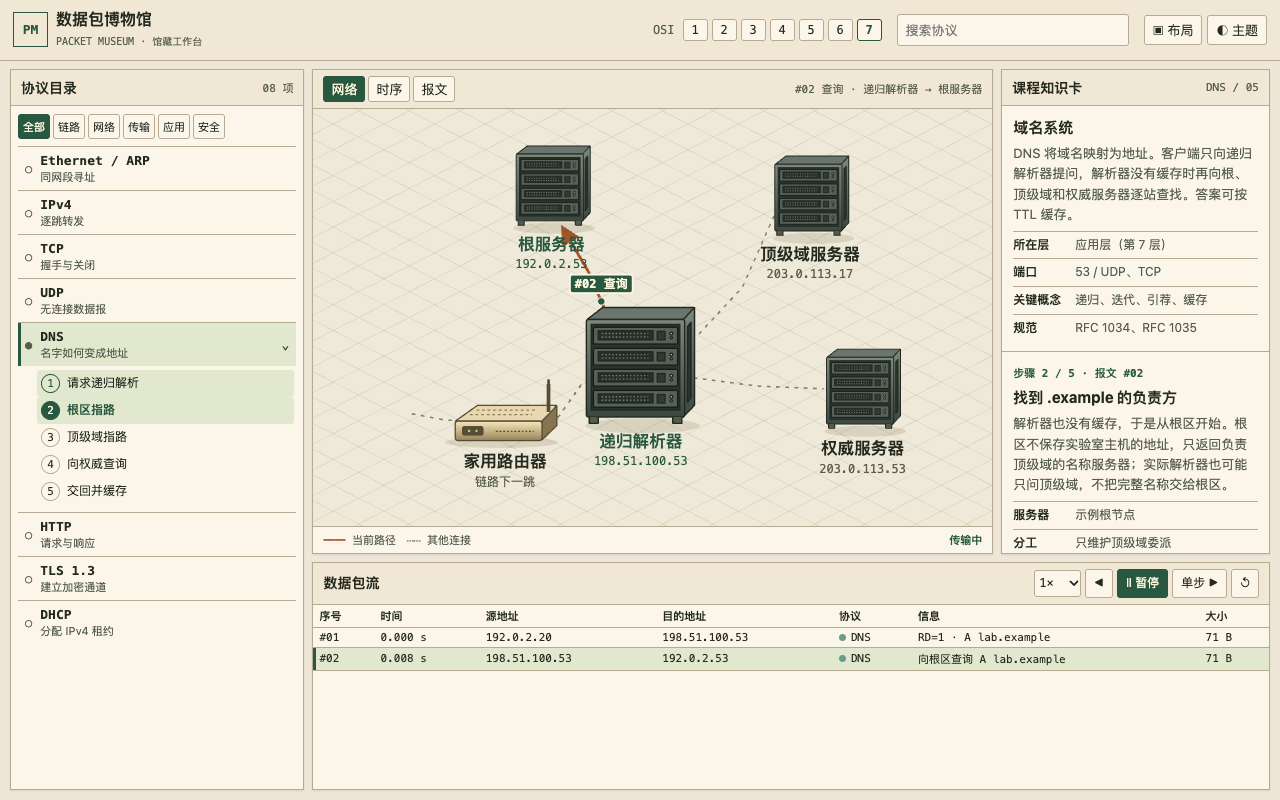 PM
数据包博物馆
PACKET MUSEUM · 馆藏工作台
OSI 1 2 3 4 5 6 7
搜索协议
布局
主题
协议目录
08 项
全部 链路 网络 传输 应用 安全
Ethernet / ARP
同网段寻址
IPv4
逐跳转发
TCP
握手与关闭
UDP
无连接数据报
DNS
名字如何变成地址
1 请求递归解析
2 根区指路
3 顶级域指路
4 向权威查询
5 交回并缓存
HTTP
请求与响应
TLS 1.3
建立加密通道
DHCP
分配 IPv4 租约
网络 时序 报文
#02 查询 · 递归解析器 → 根服务器
根服务器
192.0.2.53
顶级域服务器
203.0.113.17
#02 查询
家用路由器
链路下一跳
递归解析器
198.51.100.53
权威服务器
203.0.113.53
当前路径
其他连接
传输中
课程知识卡
DNS / 05
域名系统
DNS 将域名映射为地址。客户端只向递归
解析器提问，解析器没有缓存时再向根、
顶级域和权威服务器逐站查找。答案可按
TTL 缓存。
所在层 应用层（第 7 层）
端口 53 / UDP、TCP
关键概念 递归、迭代、引荐、缓存
规范 RFC 1034、RFC 1035
步骤 2 / 5 · 报文 #02
找到 .example 的负责方
解析器也没有缓存，于是从根区开始。根
区不保存实验室主机的地址，只返回负责
顶级域的名称服务器；实际解析器也可能
只问顶级域，不把完整名称交给根区。
服务器 示例根节点
分工 只维护顶级域委派
数据包流
1×
暂停
单步
序号 时间 源地址 目的地址 协议 信息 大小
#01 0.000 s 192.0.2.20 198.51.100.53 DNS RD=1 · A lab.example 71 B
#02 0.008 s 198.51.100.53 192.0.2.53 DNS 向根区查询 A lab.example 71 B